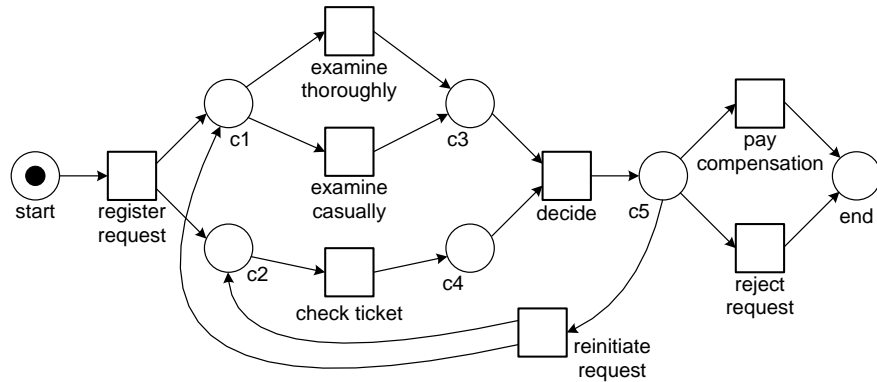 examine
thoroughly
c1
c3
pay
compensation
examine
casually
start
register
request
decide
c5
end
c2
c4
check ticket
reject
request
reinitiate
request